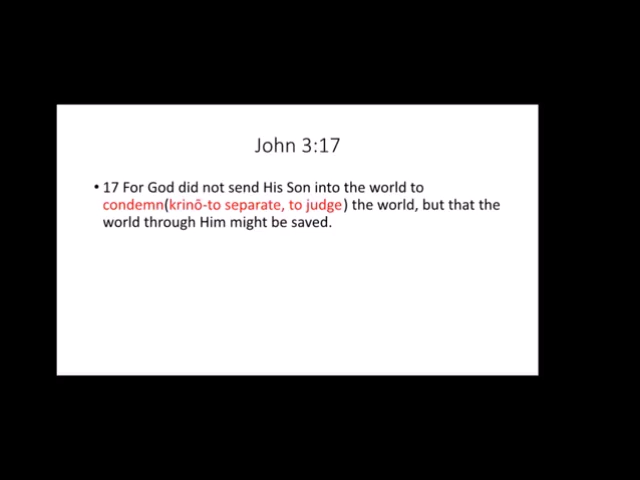 John 3:17
• 17 For God did not send His Son into the world to
condemn(krinō-to separate, to judge) the world, but that the
world through Him might be saved.